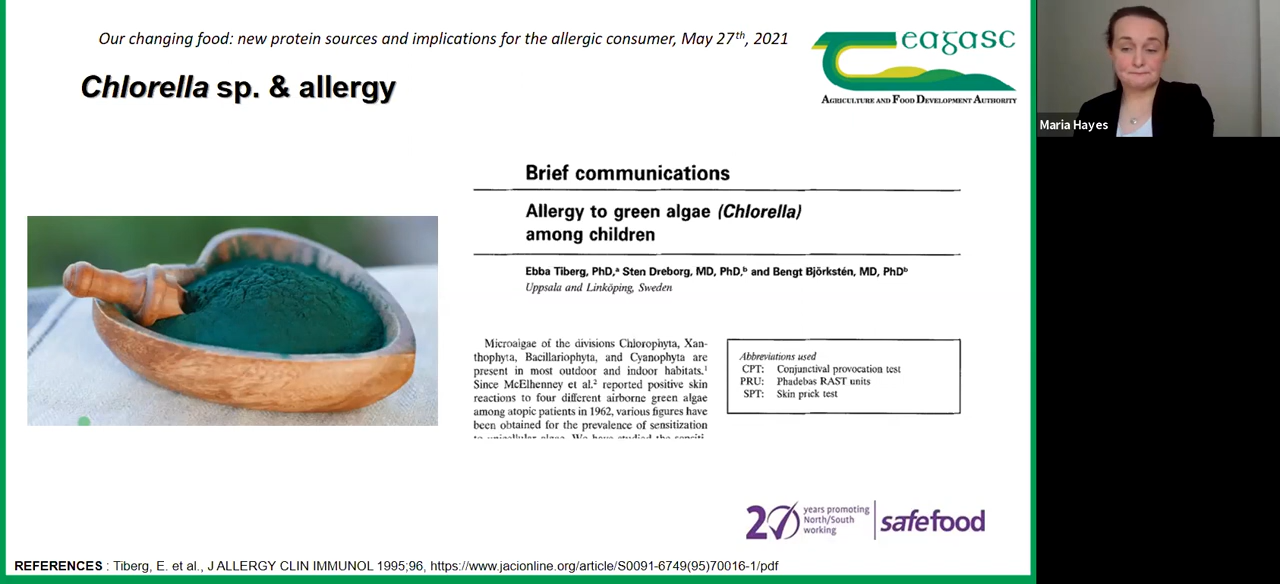 Our changing food: new protein sources and implications for the allergic consumer, May 27th, 2021
eagasc
AGRICULTURE AND FOOD DEVELOPMENT AUTHORITY
Chlorella sp. & allergy
Maria Hayes
Brief communications
Allergy to green algae (Chlorella)
among children
Ebba Tiberg, PhD,a Sten Dreborg, MD, PhD,b and Bengt Björkstén, MD, PhDb
Uppsala and Linköping, Sweden
Microalgae of the divisions Chlorophyta, Xan-
thophyta, Bacillariophyta, and Cyanophyta are
present in most outdoor and indoor habitats.1
Since McElhenney et al.2 reported positive skin
reactions to four different airborne green algae
among atopic patients in 1962, various figures have
been obtained for the prevalence of sensitization
Abbreviations used
CPT: Conjunctival provocation test
PRU: Phadebas RAST units
SPT: Skin prick test
20 years promoting
North/South
working
safefood
REFERENCES : Tiberg, E. et al., J ALLERGY CLIN IMMUNOL 1995;96, https://www.jacionline.org/article/S0091-6749(95)70016-1/pdf